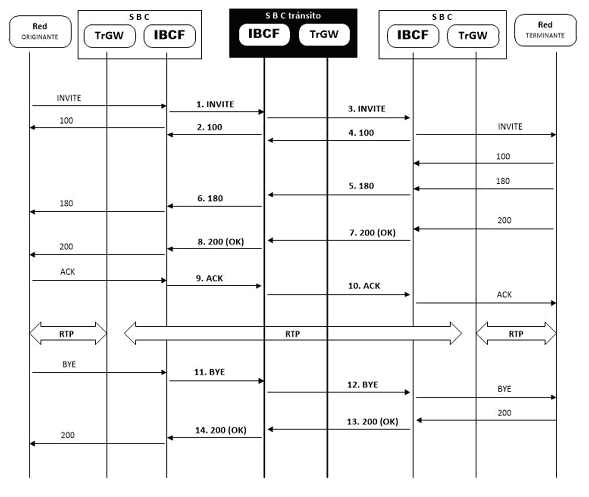 S B C
S B C tránsito
S B C
Red
ORIGINANTE
TrGW
IBCF
IBCF
TrGW
IBCF
TrGW
Red
TERMINANTE
INVITE
1. INVITE
3. INVITE
INVITE
100
2. 100
4. 100
100
5. 180
180
180
6. 180
200
7. 200 (OK)
200
8. 200 (OK)
ACK
9. ACK
10. ACK
ACK
RTP
RTP
RTP
BYE
11. BYE
12. BYE
BYE
200
13. 200 (OK)
200
14. 200 (OK)